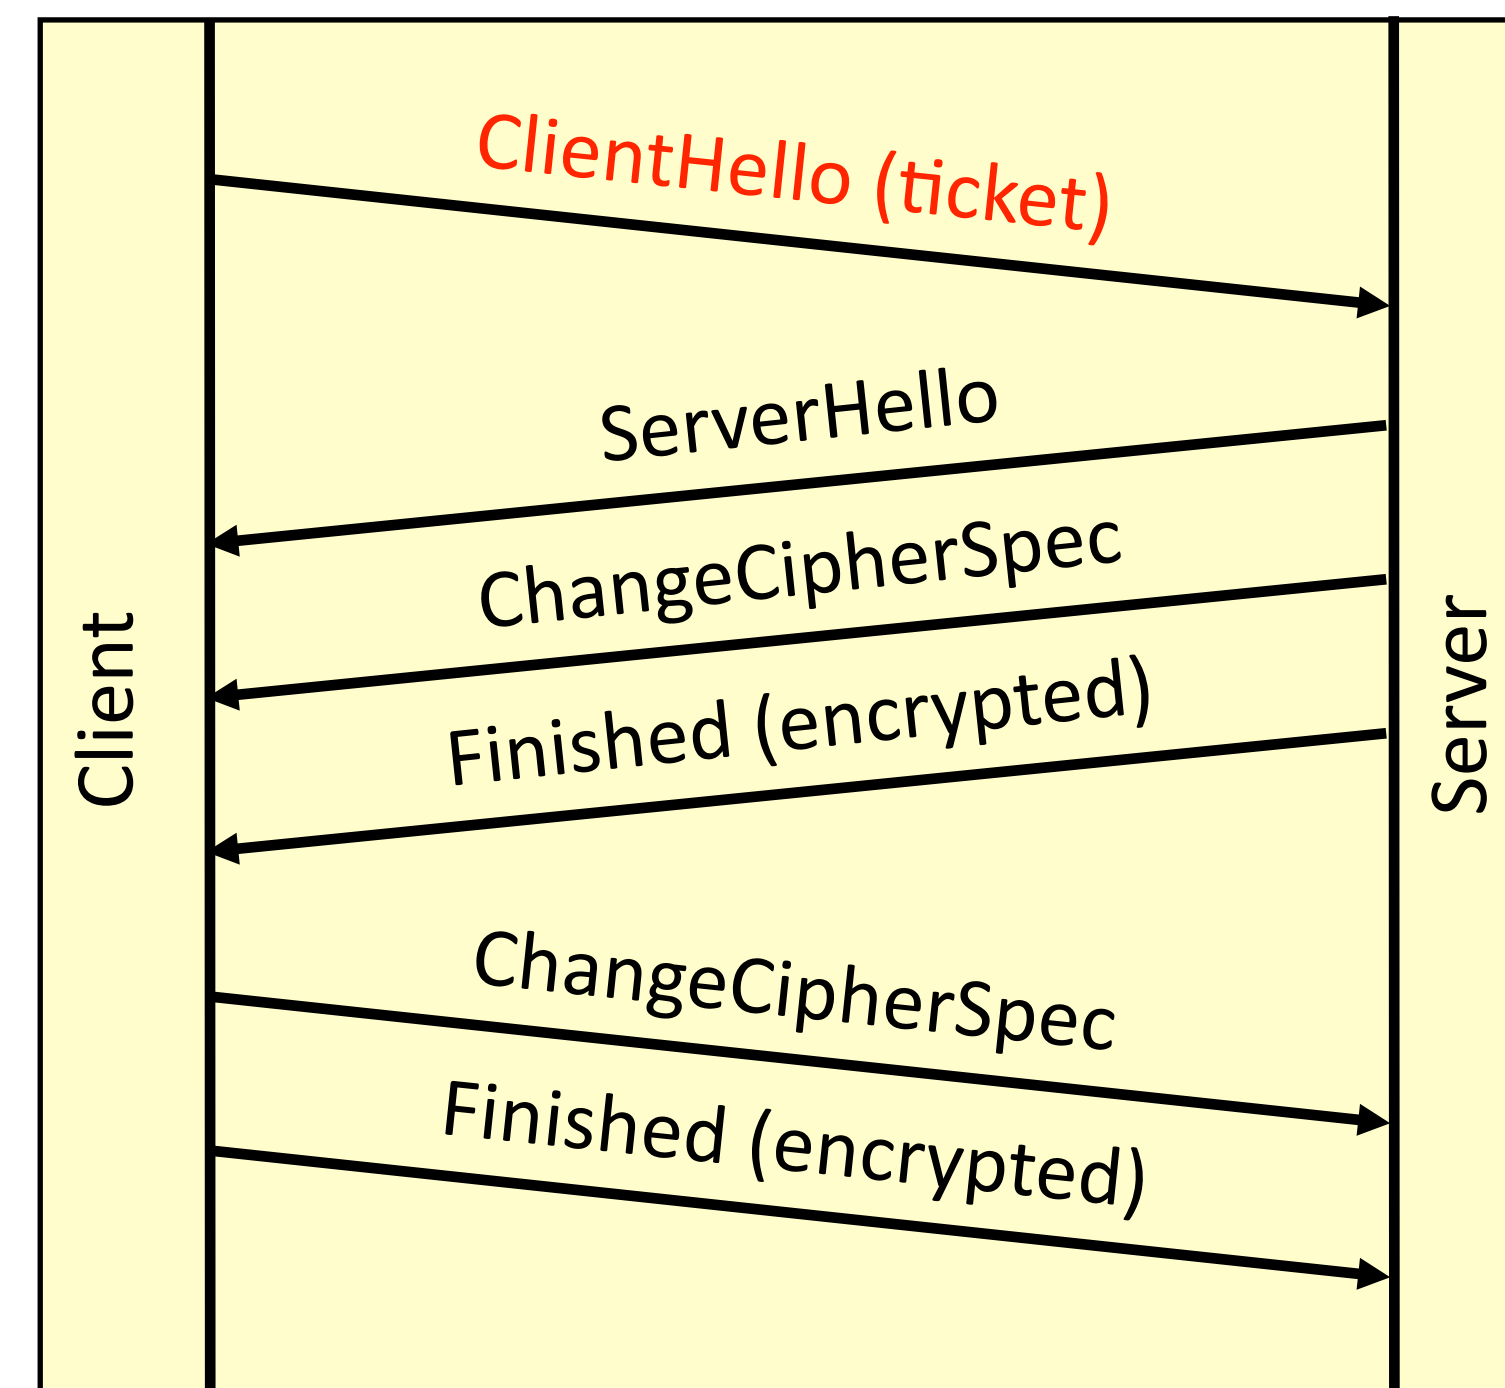 ClientHello (ticket)
ServerHello
ChangeCipherSpec
Finished (encrypted)
Client
Server
ChangeCipherSpec
Finished (encrypted)